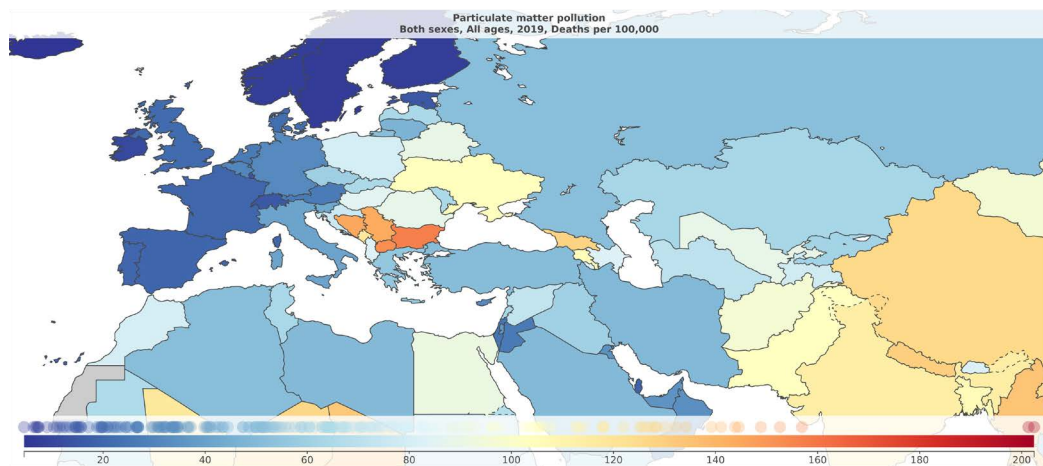 Particulate matter pollution
Both sexes, All ages, 2019, Deaths per 100,000
20 40 60 80 100 120 140 160 180 200